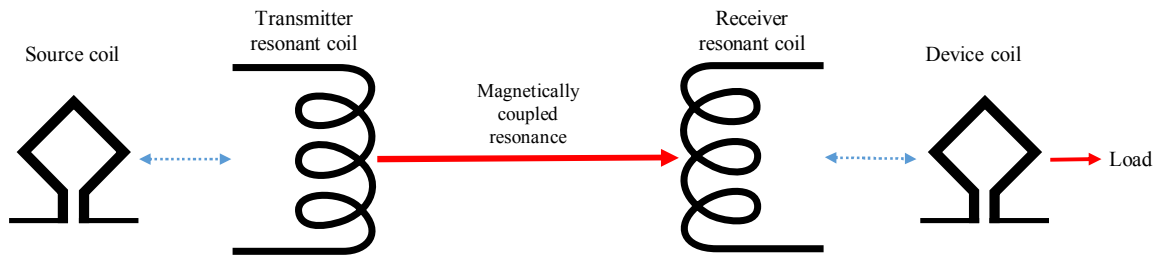 Source coil
Transmitter
resonant coil
Magnetically
coupled
resonance
Receiver
resonant coil
Device coil
Load